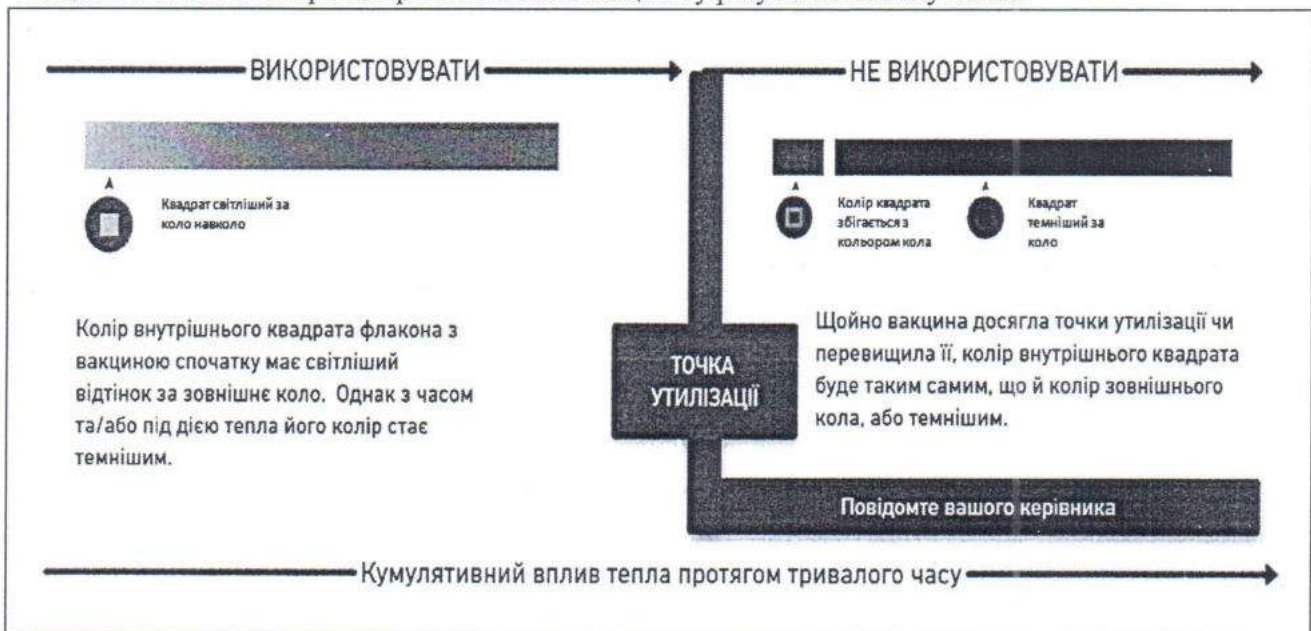 ВИКОРИСТОВУВАТИ
НЕ ВИКОРИСТОВУВАТИ
Квадрат світліший за
коло навколо
Колір квадрата
збігається з
кольором кола
Квадрат
темніший за
коло
Колір внутрішнього квадрата флакона з
вакциною спочатку має світліший
відтінок за зовнішнє коло. Однак з часом
та/або під дією тепла його колір стає
темнішим.
ТОЧКА
УТИЛІЗАЦІЇ
Щойно вакцина досягла точки утилізації чи
перевищила її, колір внутрішнього квадрата
буде таким самим, що й колір зовнішнього
кола, або темнішим.
Повідомте вашого керівника
Кумулятивний вплив тепла протягом тривалого часу